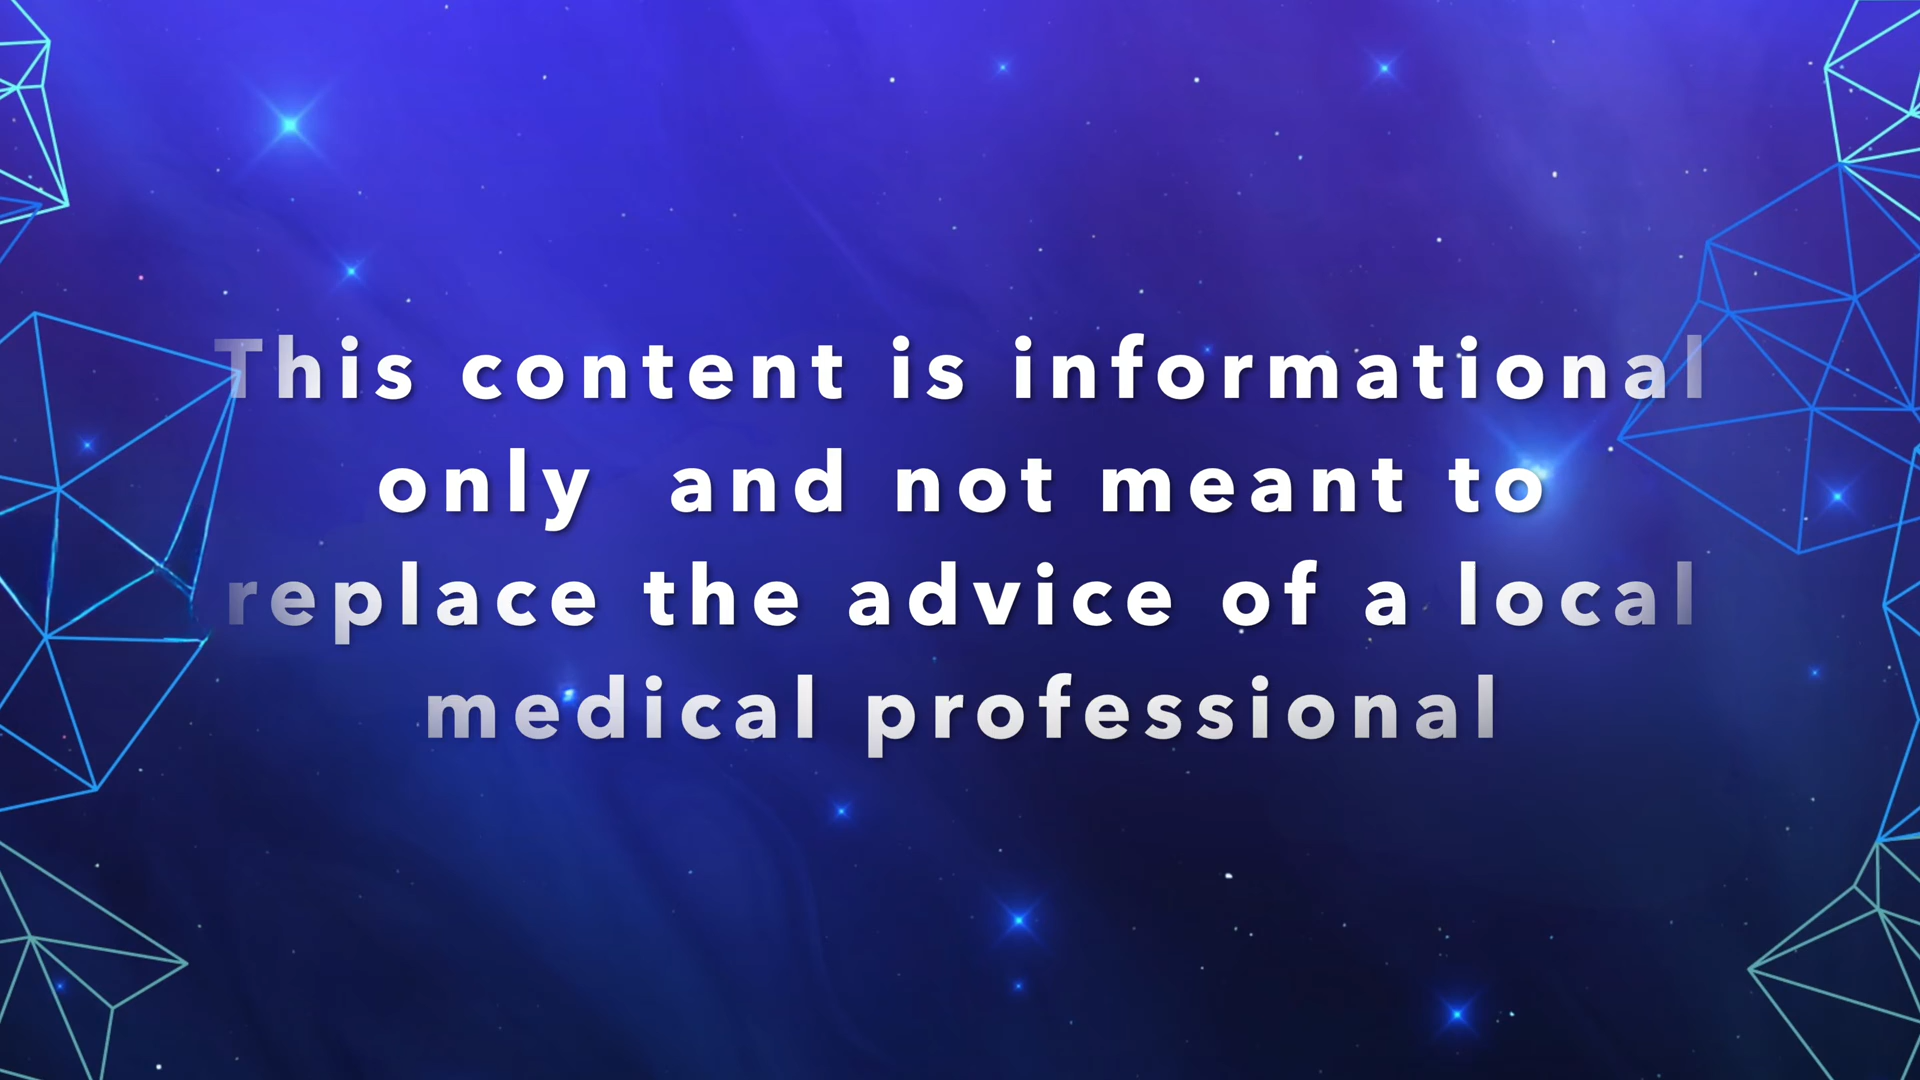 This content is informational
only  and not meant to
replace the advice of a local
medical professional